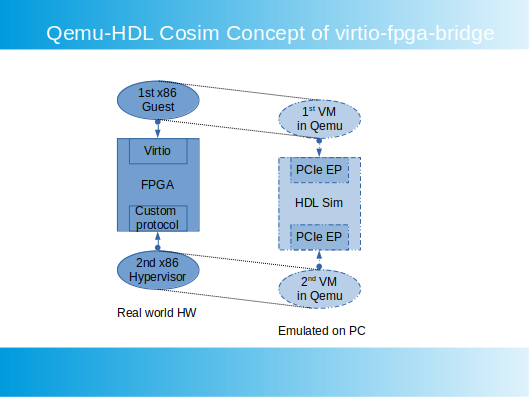 Qemu-HDL Cosim Concept of virtio-fpga-bridge
1st x86
Guest
Virtio
FPGA
Custom
protocol
2nd x86
Hypervisor
Real world HW
1st VM
in Qemu
PCIe EP
HDL Sim
PCIe EP
2nd VM
in Qemu
Emulated on PC